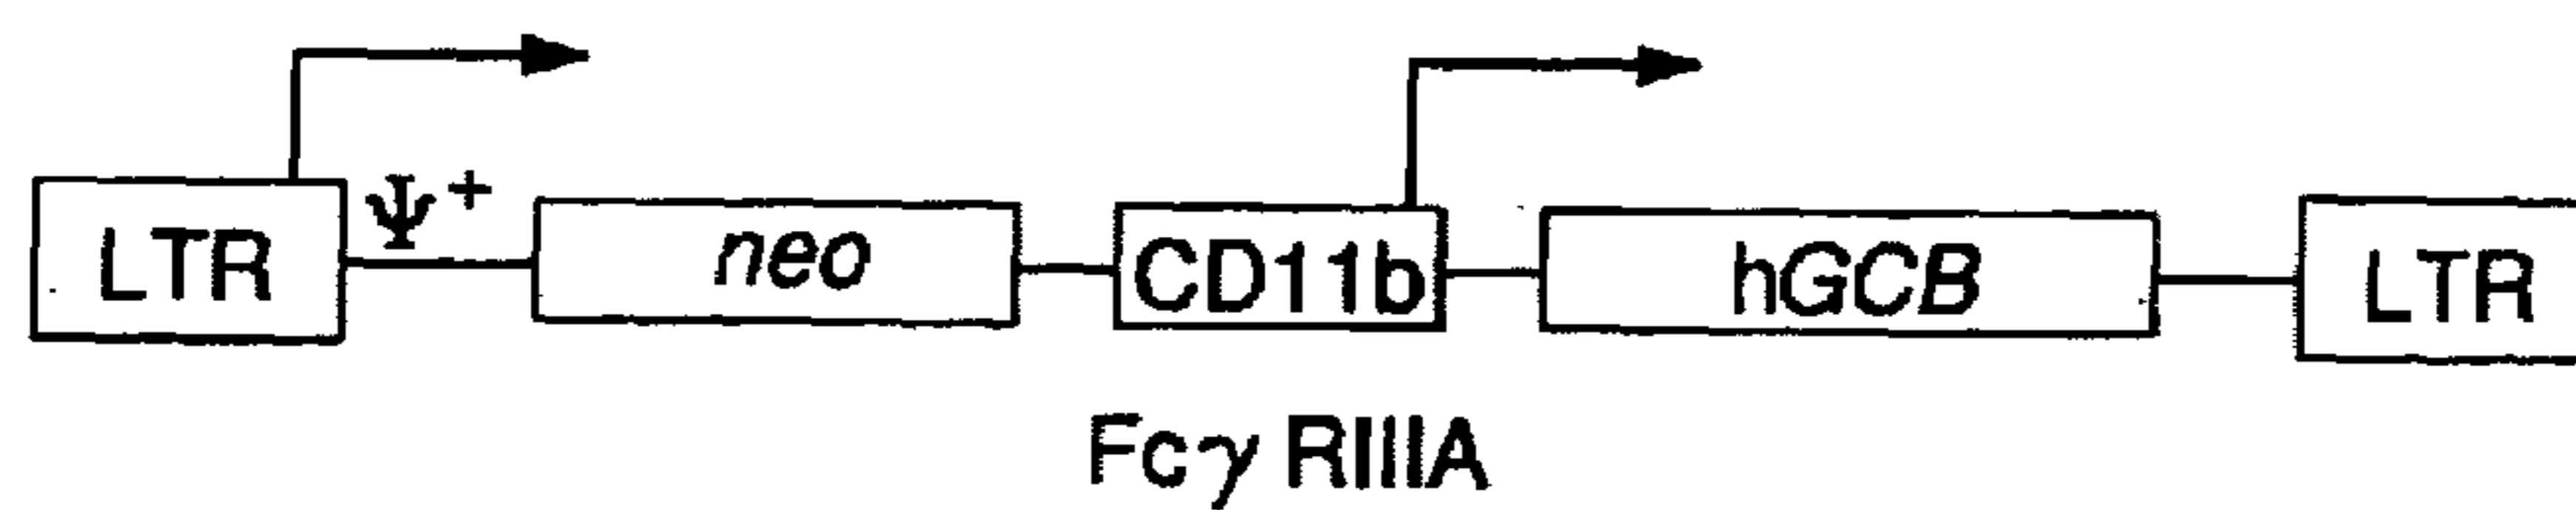 Ψ+
LTR neo CD11b hGCB LTR
Fcγ RIIIA